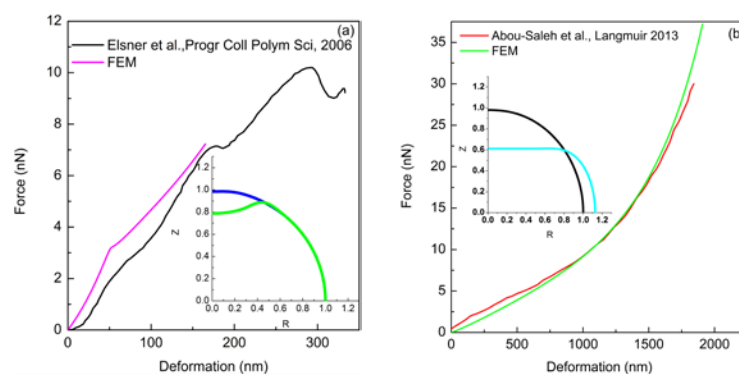 (a)
Elsner et al.,Progr Coll Polym Sci, 2006
FEM
12
10
8
6
4
2
0
Force (nN)
0
100
200
300
Deformation (nm)
1.2
1.0
0.8
0.6
0.4
0.2
0.0
Z
0.0 0.2 0.4 0.6 0.8 1.0 1.2
R
(b)
Abou-Saleh et al., Langmuir 2013
FEM
35
30
25
20
15
10
5
0
Force (nN)
0
500
1000
1500
2000
Deformation (nm)
1.2
1.0
0.8
0.6
0.4
0.2
0.0
Z
0.0 0.2 0.4 0.6 0.8 1.0 1.2
R